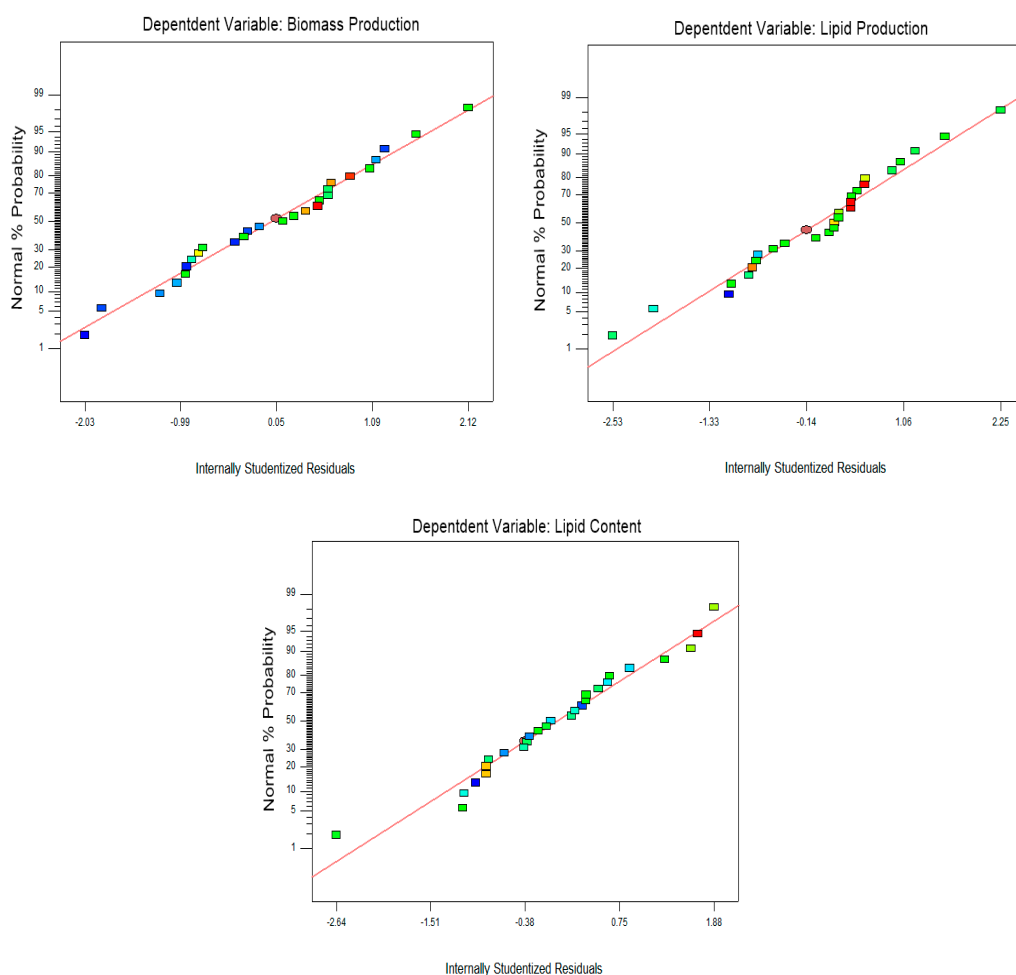 Depentdent Variable: Biomass Production
Normal % Probability
99
95
90
80
70
50
30
20
10
5
1
-2.03 -0.99 0.05 1.09 2.12
Internally Studentized Residuals
Depentdent Variable: Lipid Production
Normal % Probability
99
95
90
80
70
50
30
20
10
5
1
-2.53 -1.33 -0.14 1.06 2.25
Internally Studentized Residuals
Depentdent Variable: Lipid Content
Normal % Probability
99
95
90
80
70
50
30
20
10
5
1
-2.64 -1.51 -0.38 0.75 1.88
Internally Studentized Residuals